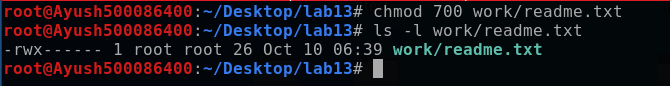 root@Ayush500086400:~/Desktop/lab13# chmod 700 work/readme.txt
root@Ayush500086400:~/Desktop/lab13# ls -l work/readme.txt
-rwx------ 1 root root 26 Oct 10 06:39 work/readme.txt
root@Ayush500086400:~/Desktop/lab13#